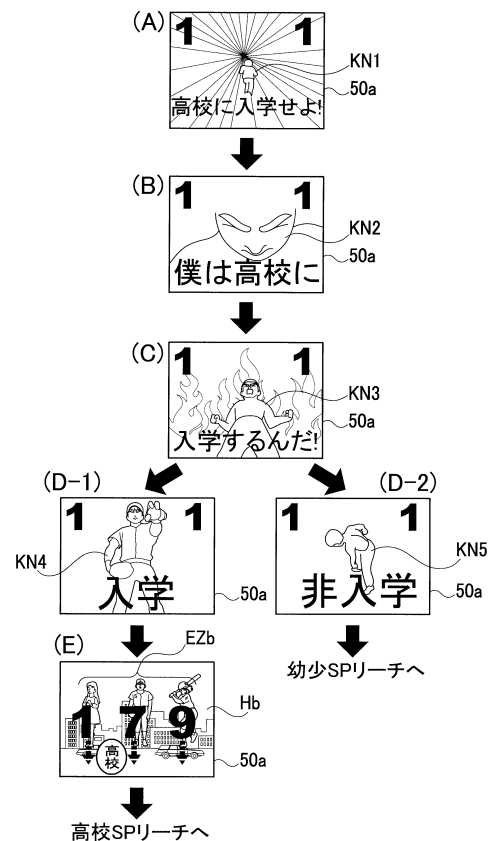 (A)
1 1
KN1
50a
高校に入学せよ!
(B)
1 1
KN2
50a
僕は高校に
(C)
1 1
KN3
50a
入学するんだ!
(D-1)
1 1
KN4
入学
50a
(D-2)
1 1
KN5
非入学
50a
幼少SPリーチへ
(E)
EZb
1 7 9
Hb
高校
50a
高校SPリーチへ